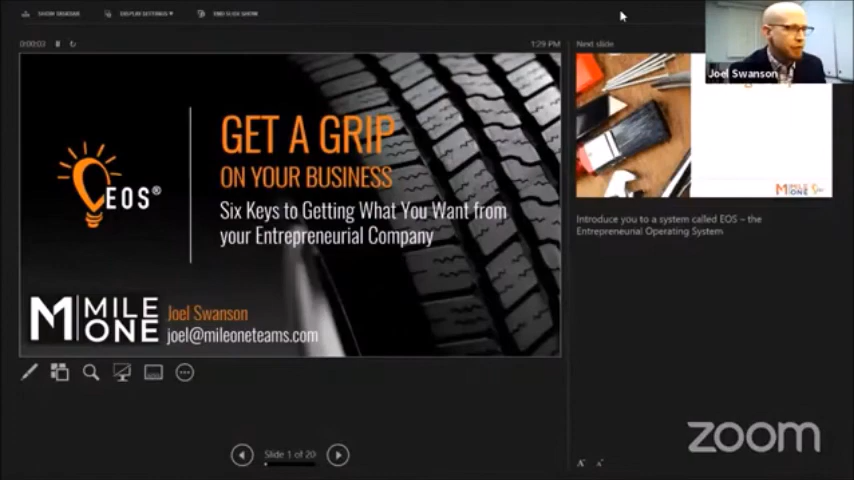 SHOW TASKBAR
DISPLAY SETTINGS
END SLIDE SHOW
0:00:03
1:29 PM
Next slide
Joel Swanson
GET A GRIP
ON YOUR BUSINESS
Six Keys to Getting What You Want from
your Entrepreneurial Company
EOS®
M MILE
ONE
Joel Swanson
joel@mileoneteams.com
MILE
ONE
Introduce you to a system called EOS – the
Entrepreneurial Operating System
Slide 1 of 20
zoom